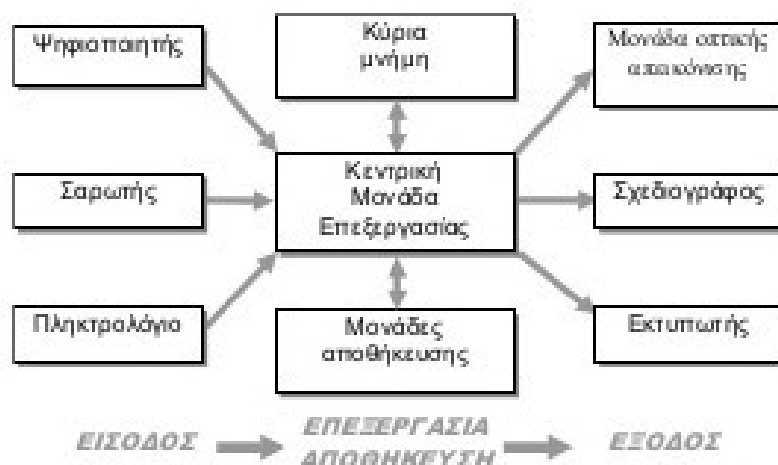 Ψηφιοποιητής
Κύρια
μνήμη
Μονάδα οπτικής
απεικόνισης
Σαρωτής
Κεντρική
Μονάδα
Επεξεργασίας
Σχεδιογράφος
Πληκτρολόγιο
Μονάδες
αποθήκευσης
Εκτυπωτής
ΕΙΣΟΔΟΣ
ΕΠΕΞΕΡΓΑΣΙΑ
ΑΠΟΘΗΚΕΥΣΗ
ΕΞΟΔΟΣ